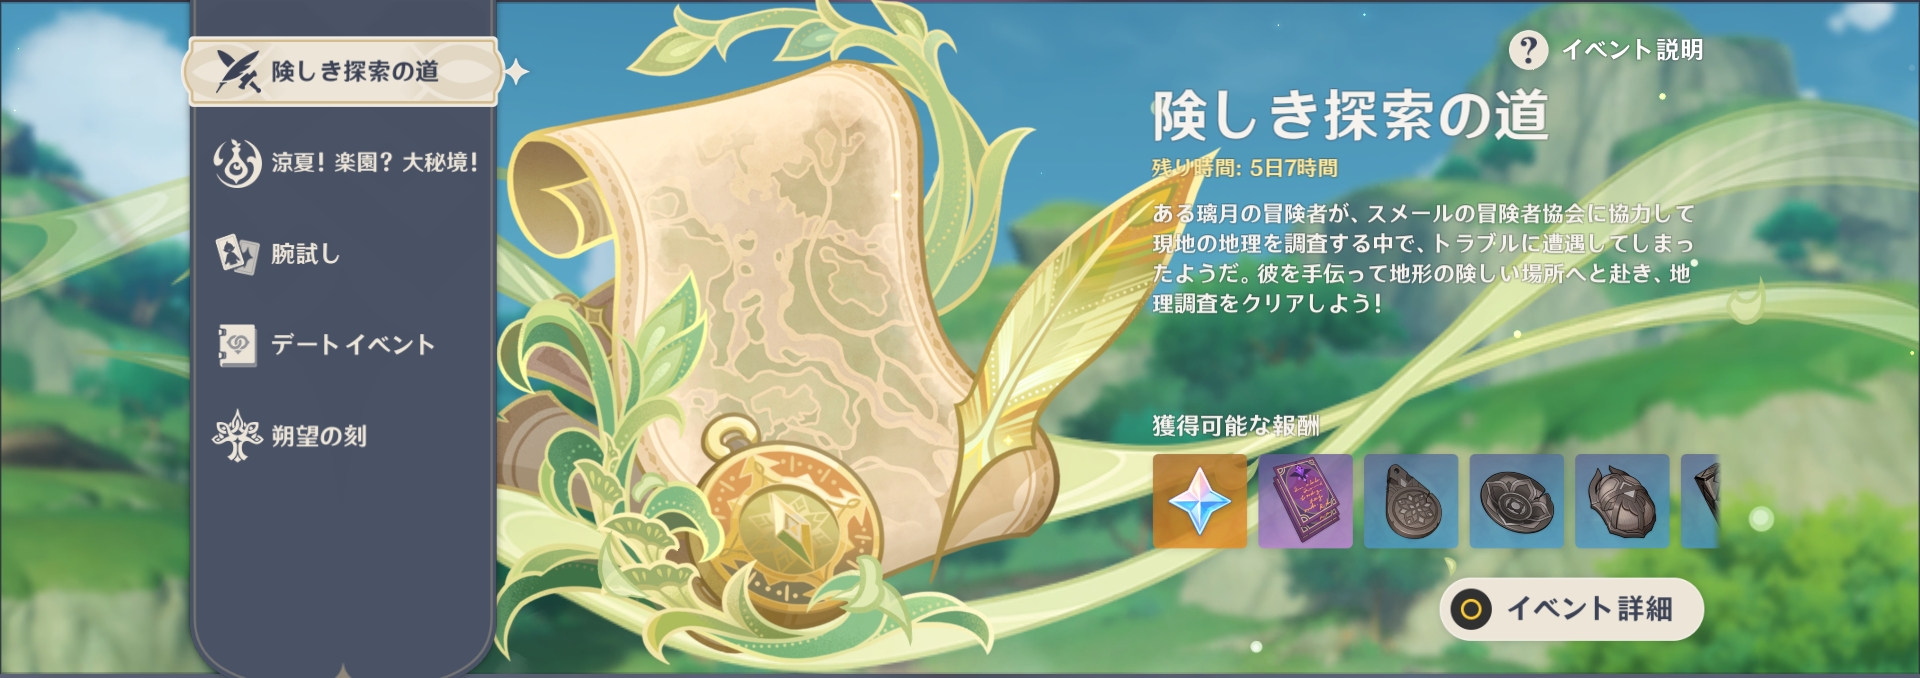 険しき探索の道
涼夏！楽園？大秘境！
腕試し
デートイベント
朔望の刻
イベント説明
険しき探索の道
残り時間: 5日7時間
ある璃月の冒険者が、スメールの冒険者協会に協力して
現地の地理を調査する中で、トラブルに遭遇してしまっ
たようだ。彼を手伝って地形の険しい場所へと赴き、地
理調査をクリアしよう！
獲得可能な報酬
イベント詳細